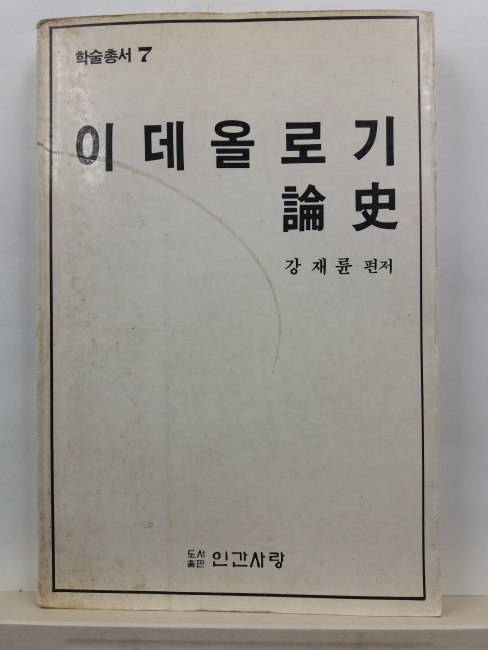 학술총서 7
이데올로기
論史
강재륜 편저
도서출판 인간사랑